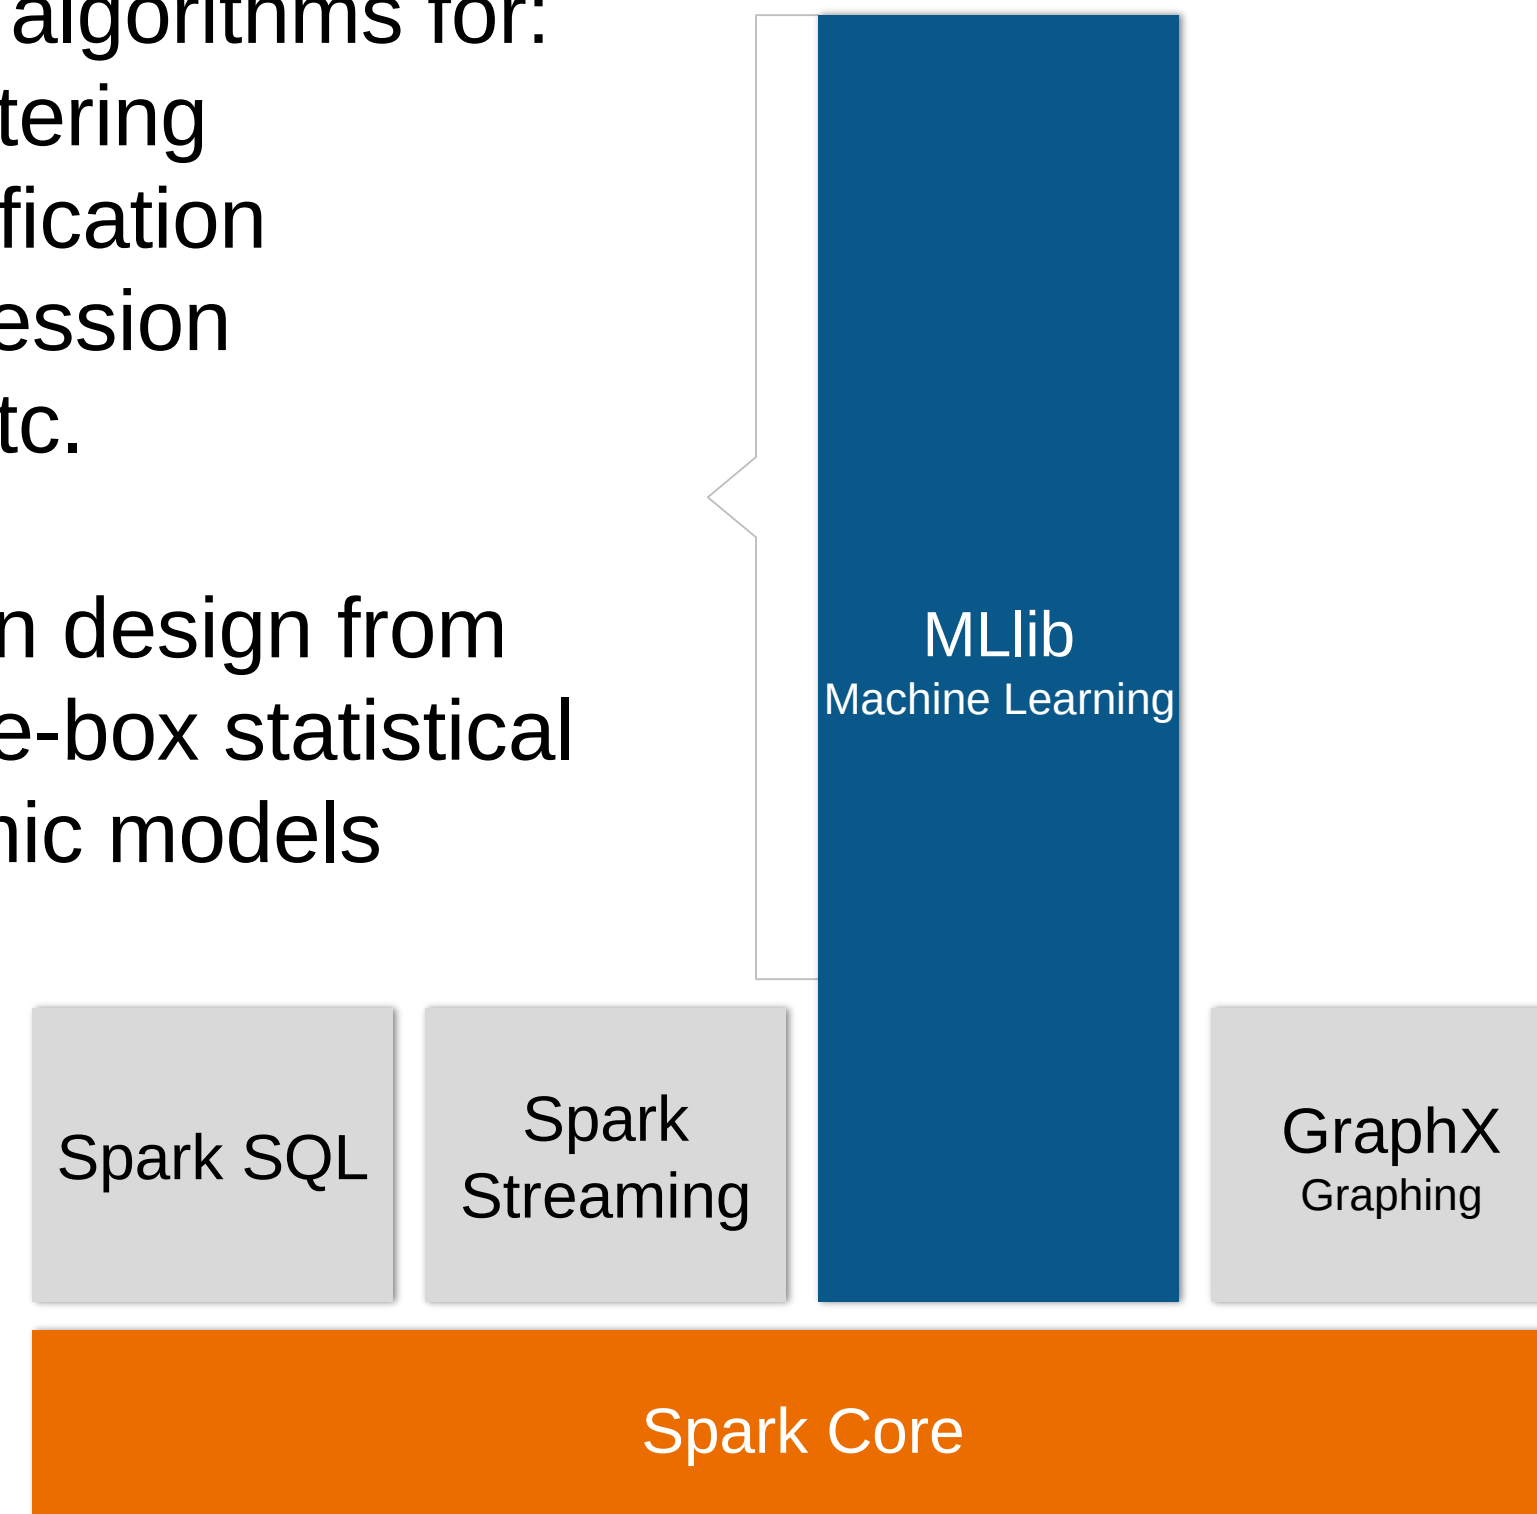 algorithms for:
tering
fication
ession
tc.
n design from
e-box statistical
nic models
MLlib
Machine Learning
Spark SQL
Spark
Streaming
GraphX
Graphing
Spark Core